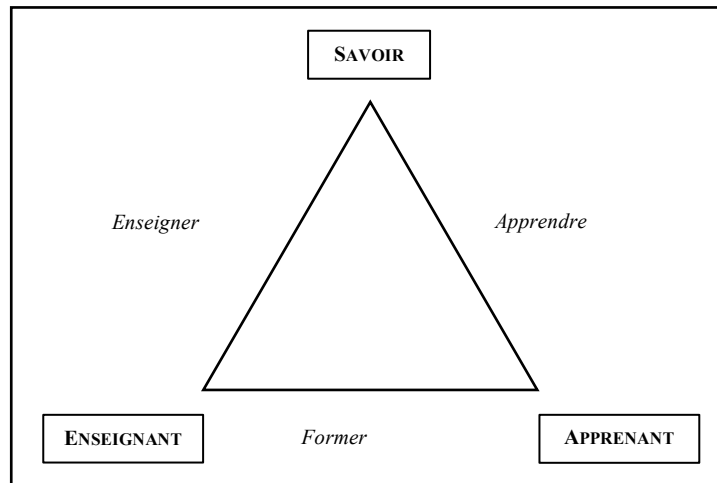 SAVOIR
Enseigner
Apprendre
ENSEIGNANT
Former
APPRENANT